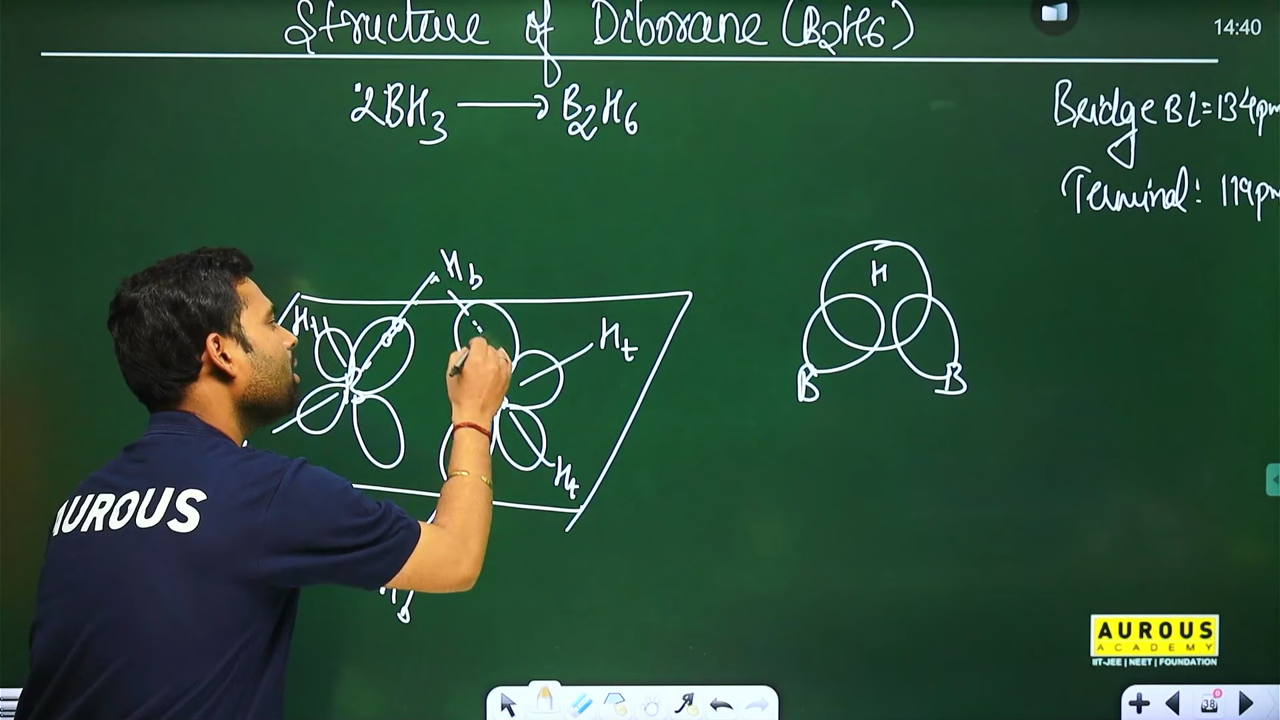 Structure of Diborane (B2H6)
14:40
2BH3 → B2H6
Bridge BL = 134pm
Terminal: 119pm
Hb
H
Ht
Ht
H
B B
Ht
AUROUS
AUROUS
ACADEMY
IIT-JEE | NEET | FOUNDATION
38